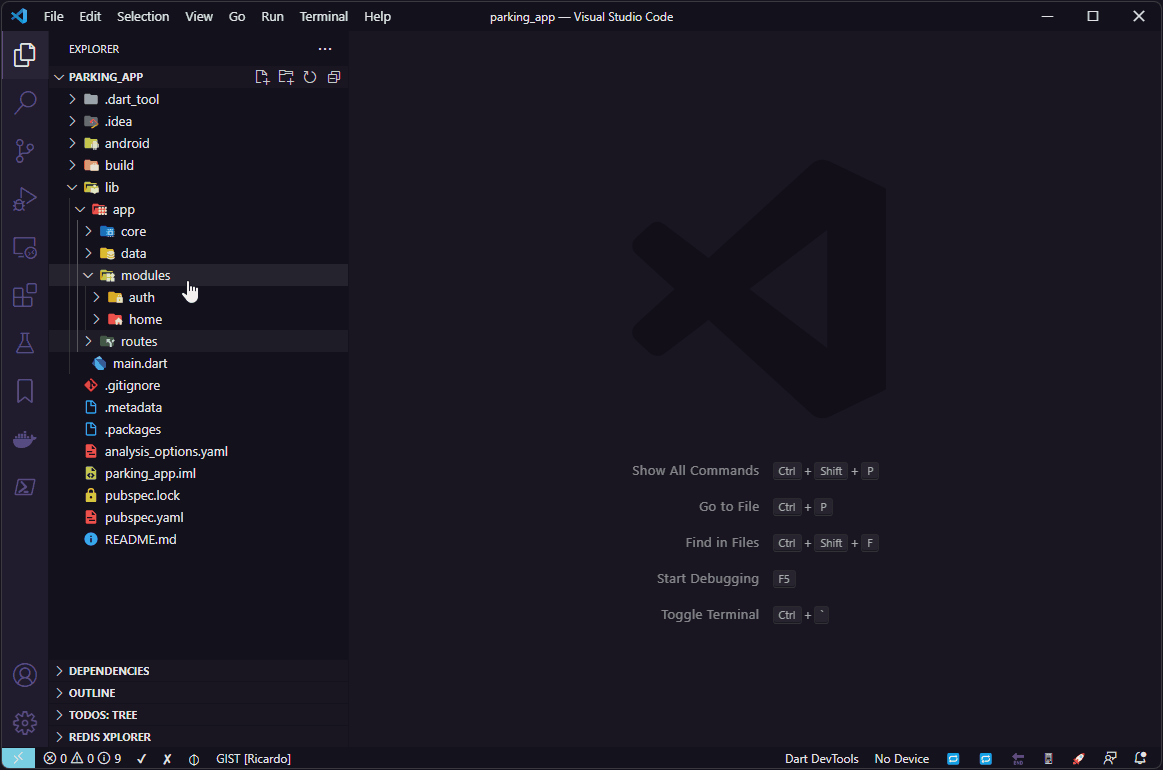 File Edit Selection View Go Run Terminal Help parking_app — Visual Studio Code
EXPLORER
PARKING_APP
.dart_tool
.idea
android
build
lib
app
core
data
modules
auth
home
routes
main.dart
.gitignore
.metadata
.packages
analysis_options.yaml
parking_app.iml
pubspec.lock
pubspec.yaml
README.md
DEPENDENCIES
OUTLINE
TODOS: TREE
REDIS XPLORER
Show All Commands Ctrl + Shift + P
Go to File Ctrl + P
Find in Files Ctrl + Shift + F
Start Debugging F5
Toggle Terminal Ctrl + `
0 0 9 GIST [Ricardo] Dart DevTools No Device